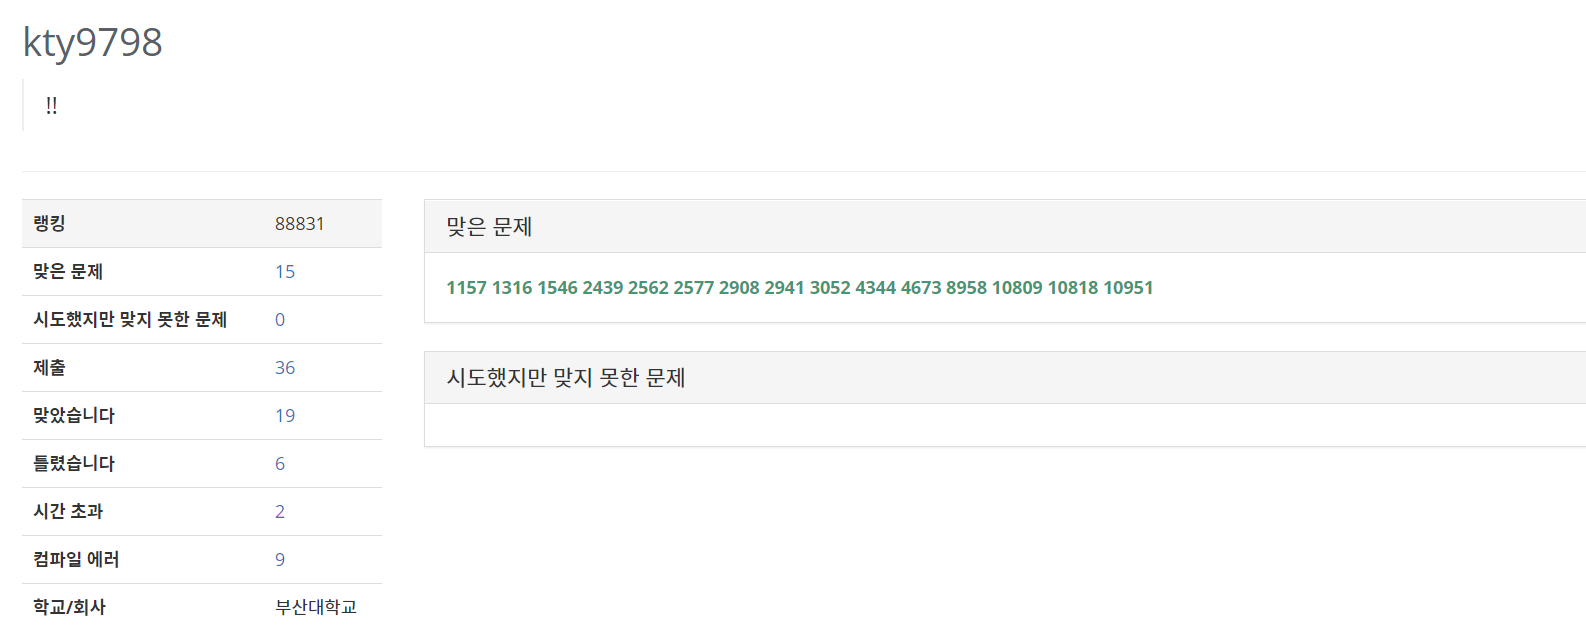 kty9798
!!
랭킹 88831
맞은 문제 15
시도했지만 맞지 못한 문제 0
제출 36
맞았습니다 19
틀렸습니다 6
시간 초과 2
컴파일 에러 9
학교/회사 부산대학교
맞은 문제
1157 1316 1546 2439 2562 2577 2908 2941 3052 4344 4673 8958 10809 10818 10951
시도했지만 맞지 못한 문제